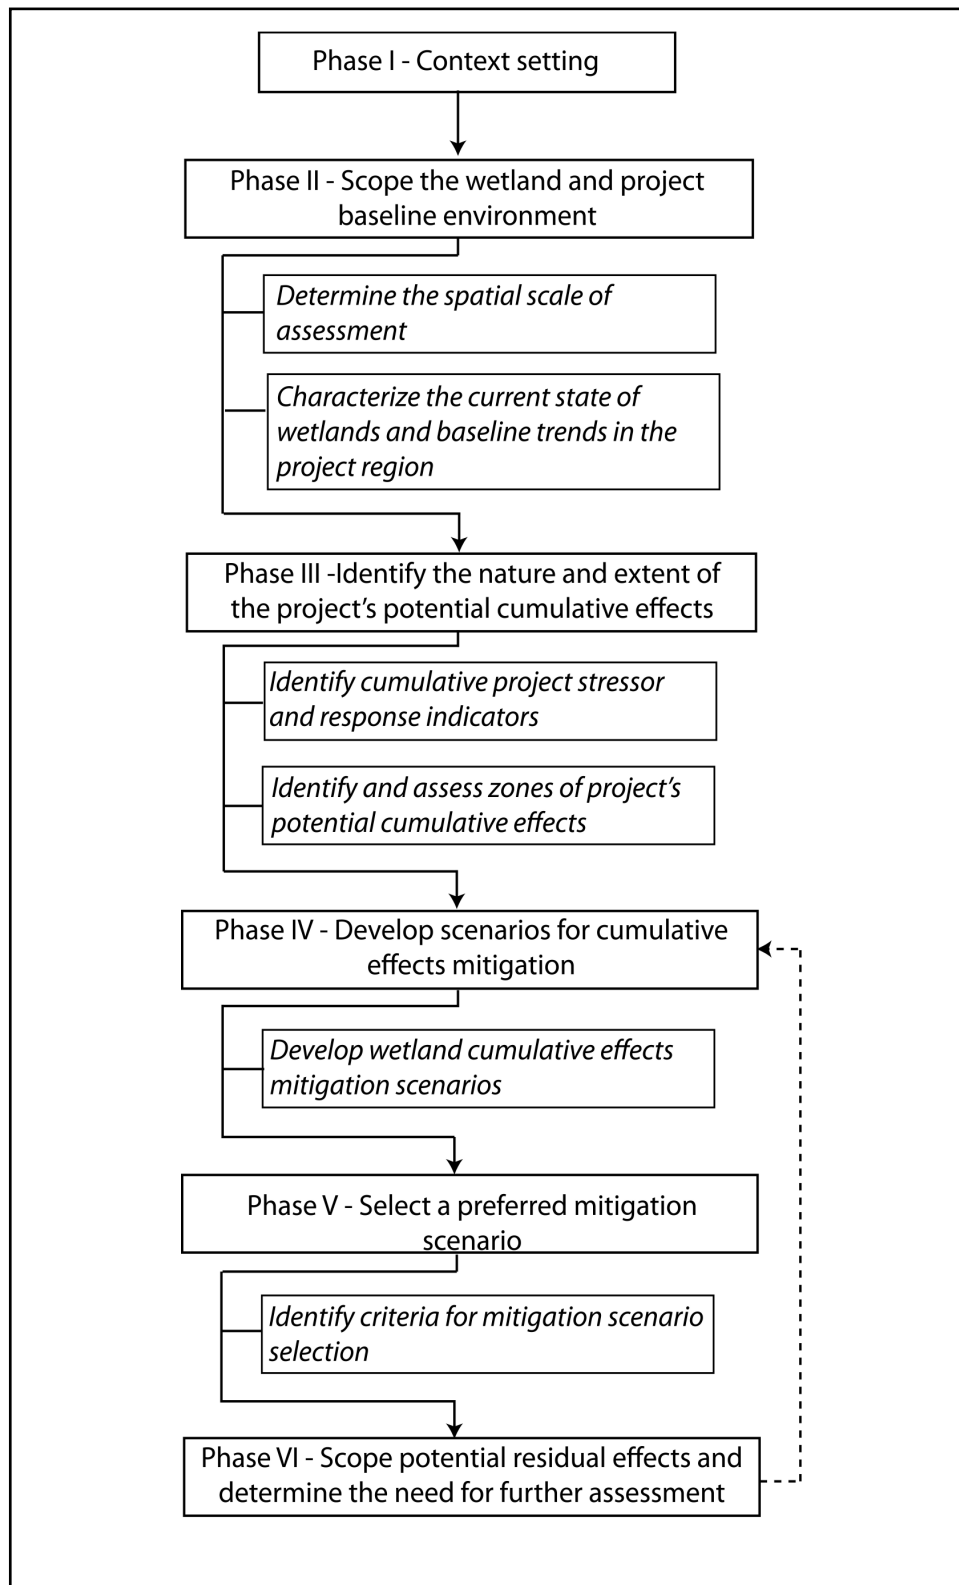 Phase I - Context setting
Phase II - Scope the wetland and project
baseline environment
Determine the spatial scale of
assessment
Characterize the current state of
wetlands and baseline trends in the
project region
Phase III -Identify the nature and extent of
the project’s potential cumulative effects
Identify cumulative project stressor
and response indicators
Identify and assess zones of project’s
potential cumulative effects
Phase IV - Develop scenarios for cumulative
effects mitigation
Develop wetland cumulative effects
mitigation scenarios
Phase V - Select a preferred mitigation
scenario
Identify criteria for mitigation scenario
selection
Phase VI - Scope potential residual effects and
determine the need for further assessment